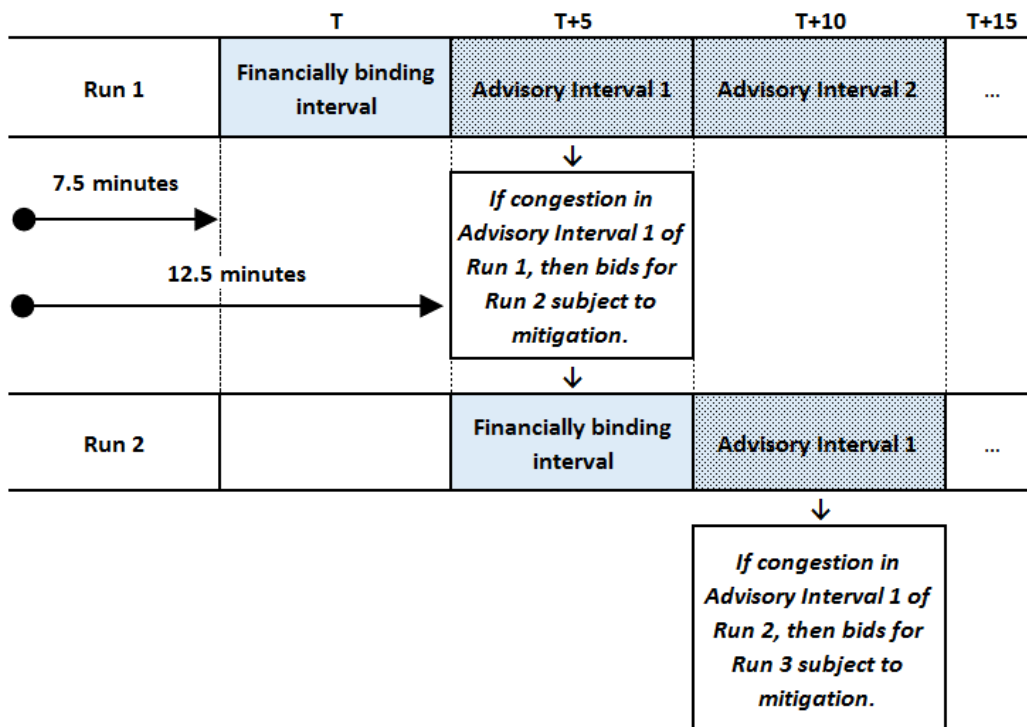 T T+5 T+10 T+15
Run 1
Financially binding
interval
Advisory Interval 1
Advisory Interval 2
...
7.5 minutes
12.5 minutes
If congestion in
Advisory Interval 1 of
Run 1, then bids for
Run 2 subject to
mitigation.
Run 2
Financially binding
interval
Advisory Interval 1
...
If congestion in
Advisory Interval 1 of
Run 2, then bids for
Run 3 subject to
mitigation.